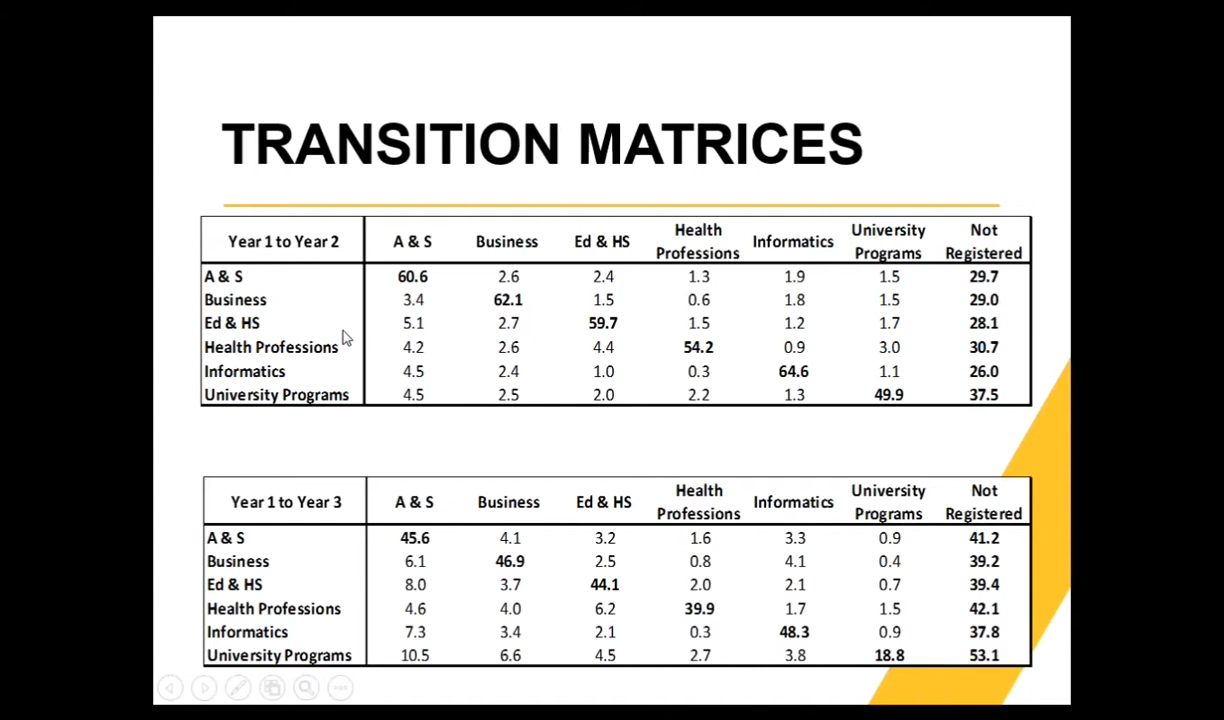 TRANSITION MATRICES
Year 1 to Year 2 A & S Business Ed & HS Health Professions Informatics University Programs Not Registered
A & S 60.6 2.6 2.4 1.3 1.9 1.5 29.7
Business 3.4 62.1 1.5 0.6 1.8 1.5 29.0
Ed & HS 5.1 2.7 59.7 1.5 1.2 1.7 28.1
Health Professions 4.2 2.6 4.4 54.2 0.9 3.0 30.7
Informatics 4.5 2.4 1.0 0.3 64.6 1.1 26.0
University Programs 4.5 2.5 2.0 2.2 1.3 49.9 37.5
Year 1 to Year 3 A & S Business Ed & HS Health Professions Informatics University Programs Not Registered
A & S 45.6 4.1 3.2 1.6 3.3 0.9 41.2
Business 6.1 46.9 2.5 0.8 4.1 0.4 39.2
Ed & HS 8.0 3.7 44.1 2.0 2.1 0.7 39.4
Health Professions 4.6 4.0 6.2 39.9 1.7 1.5 42.1
Informatics 7.3 3.4 2.1 0.3 48.3 0.9 37.8
University Programs 10.5 6.6 4.5 2.7 3.8 18.8 53.1